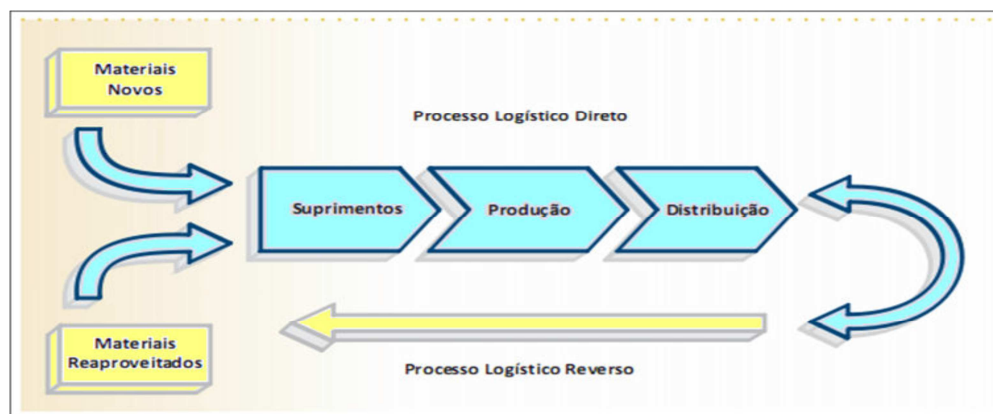 Materiais
Novos
Processo Logístico Direto
Suprimentos
Produção
Distribuição
Materiais
Reaproveitados
Processo Logístico Reverso